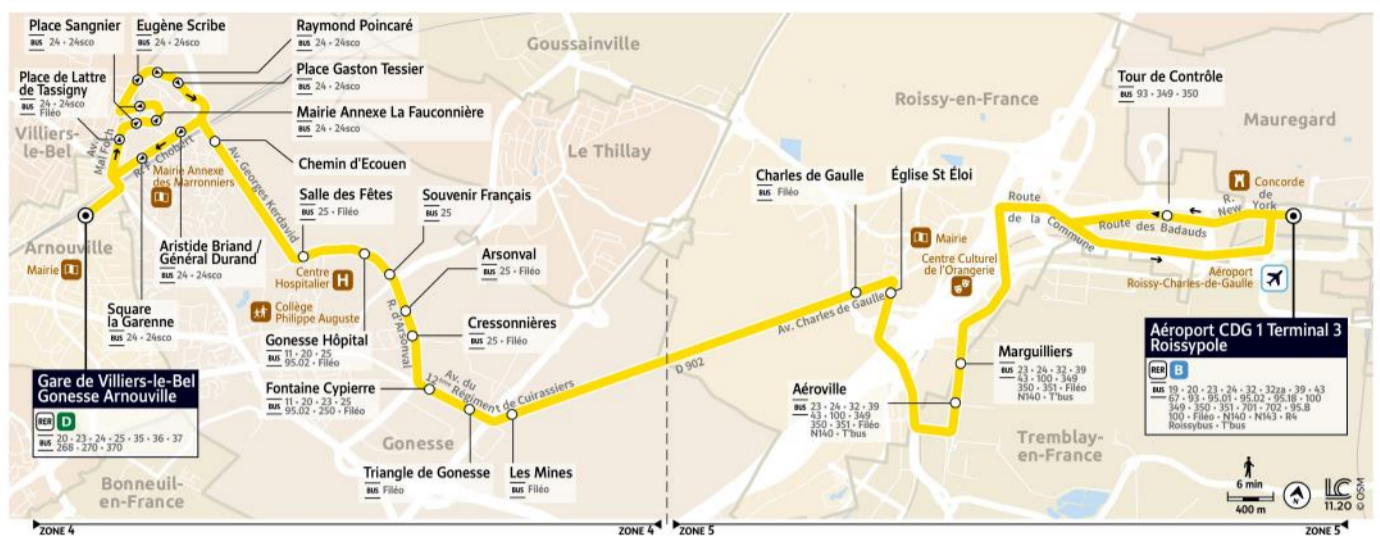 Place Sangnier
BUS 24 • 24sco
Eugène Scribe
BUS 24 • 24sco
Raymond Poincaré
BUS 24 • 24sco
Place Gaston Tessier
BUS 24 • 24sco
Place de Lattre
de Tassigny
BUS 24 • 24sco
Filéo
Mairie Annexe La Fauconnière
BUS 24 • 24sco
Chemin d'Ecouen
Villiers-
le-Bel
Av.
Mal Foch
R. F. Chobert
Mairie Annexe
des Marronniers
Av. Georges Kerdavid
Goussainville
Le Thillay
Salle des Fêtes
BUS 25 • Filéo
Souvenir Français
BUS 25
Arnouville
Mairie
Aristide Briand /
Général Durand
BUS 24 • 24sco
Centre
Hospitalier
H
Arsonval
BUS 25 • Filéo
Collège
Philippe Auguste
Square
la Garenne
BUS 24 • 24sco
R. d'Arsonval
Cressonnières
BUS 25 • Filéo
Gonesse Hôpital
BUS 11 • 20 • 25
95.02 • Filéo
Fontaine Cypierre
BUS 11 • 20 • 23 • 25
95.02 • 250 • Filéo
Av. du
12ème Régiment de Cuirassiers
Gare de Villiers-le-Bel
Gonesse Arnouville
RER D
BUS 20 • 23 • 24 • 25 • 35 • 36 • 37
268 • 270 • 370
Gonesse
Bonneuil-
en-France
Triangle de Gonesse
BUS Filéo
Les Mines
BUS Filéo
D 902
Roissy-en-France
Tour de Contrôle
BUS 93 • 349 • 350
Mauregard
Charles de Gaulle
BUS Filéo
Église St Éloi
Concorde
Route
de la Commune
Route des Badauds
R.
New
de
York
Mairie
Centre Culturel
de l'Orangerie
Aéroport
Roissy-Charles-de-Gaulle
Av. Charles de Gaulle
Marguilliers
BUS 23 • 24 • 32 • 39
43 • 100 • 349
350 • 351 • Filéo
N140 • T'bus
Aéroville
BUS 23 • 24 • 32 • 39
43 • 100 • 349
350 • 351 • Filéo
N140 • T'bus
Aéroport CDG 1 Terminal 3
Roissypole
RER B
BUS 19 • 20 • 23 • 24 • 32 • 32za • 39 • 43
67 • 93 • 95.01 • 95.02 • 95.18 • 100
349 • 350 • 351 • 701 • 702 • 95.B
100 • Filéo • N140 • N143 • R4
Roissybus • T'bus
Tremblay-
en-France
6 min
400 m
N
LC
11.20
© OSM
ZONE 4
ZONE 4
ZONE 5
ZONE 5